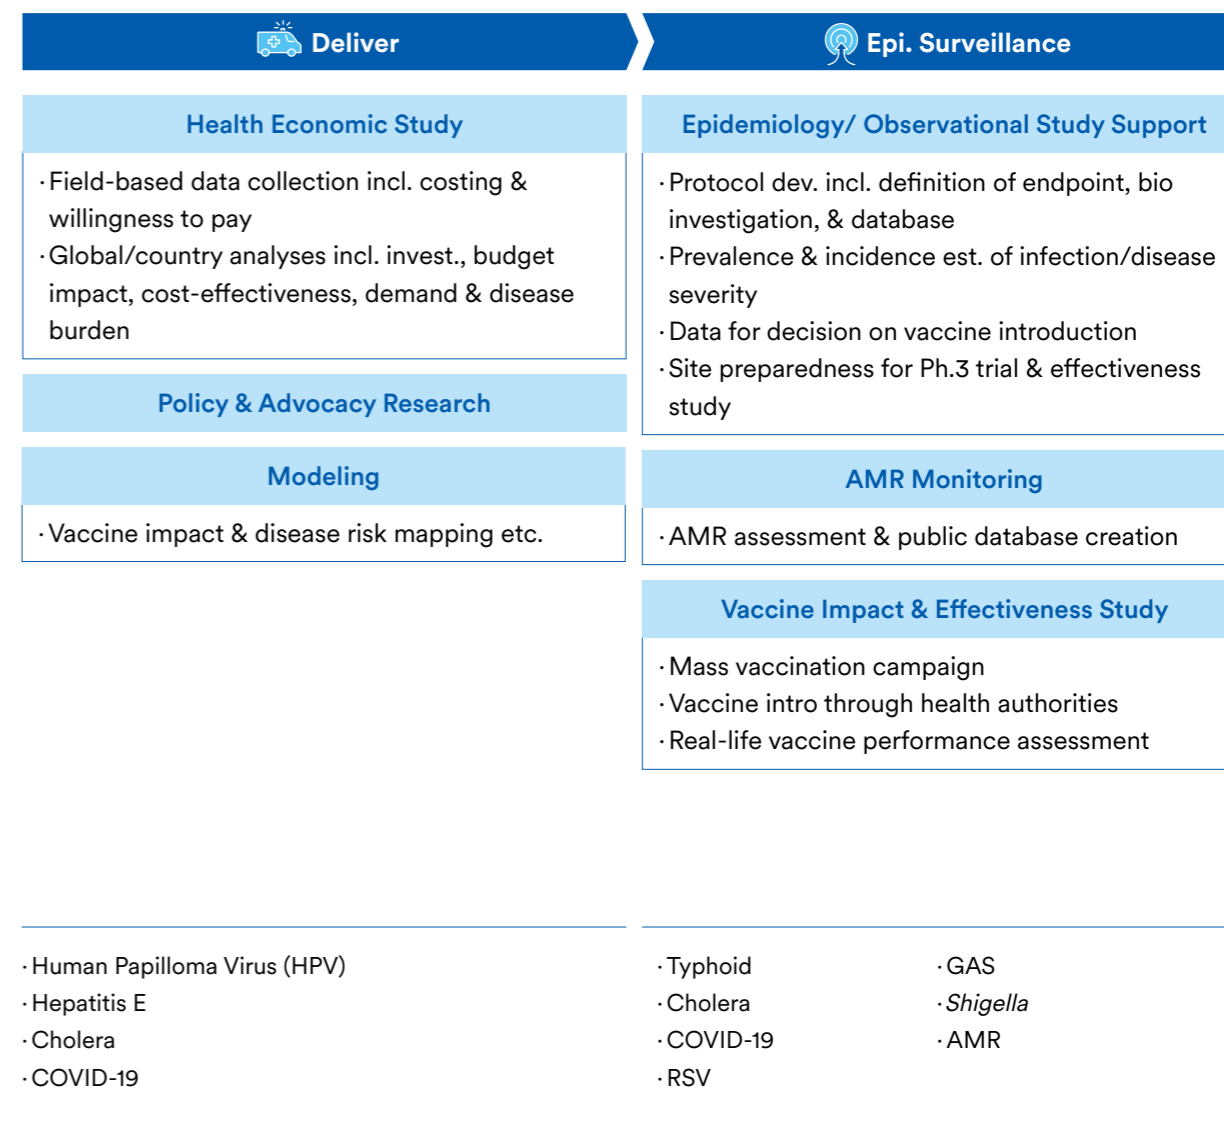 Deliver
Health Economic Study
· Field-based data collection incl. costing &
willingness to pay
· Global/country analyses incl. invest., budget
impact, cost-effectiveness, demand & disease
burden
Policy & Advocacy Research
Modeling
· Vaccine impact & disease risk mapping etc.
· Human Papilloma Virus (HPV)
· Hepatitis E
· Cholera
· COVID-19
Epi. Surveillance
Epidemiology/ Observational Study Support
· Protocol dev. incl. definition of endpoint, bio
investigation, & database
· Prevalence & incidence est. of infection/disease
severity
· Data for decision on vaccine introduction
· Site preparedness for Ph.3 trial & effectiveness
study
AMR Monitoring
· AMR assessment & public database creation
Vaccine Impact & Effectiveness Study
· Mass vaccination campaign
· Vaccine intro through health authorities
· Real-life vaccine performance assessment
· Typhoid
· Cholera
· COVID-19
· RSV
· GAS
· Shigella
· AMR